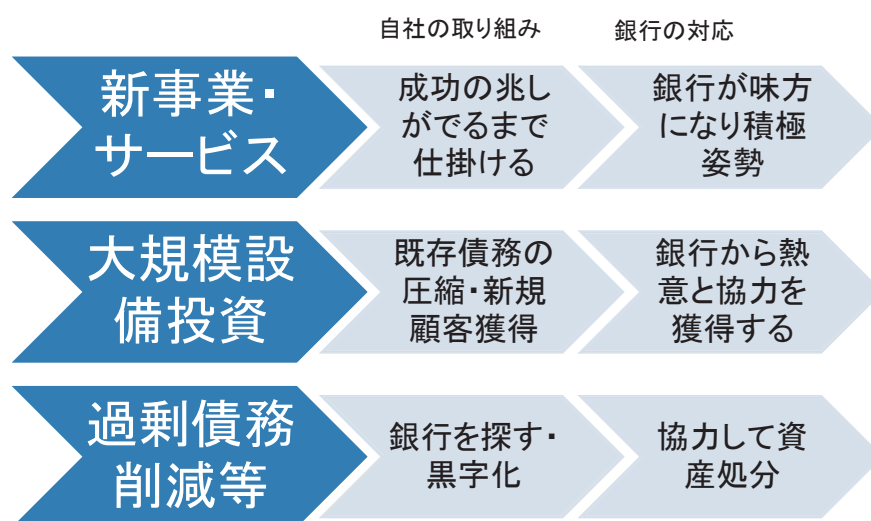 自社の取り組み
銀行の対応
新事業・
サービス
成功の兆し
がでるまで
仕掛ける
銀行が味方
になり積極
姿勢
大規模設
備投資
既存債務の
圧縮・新規
顧客獲得
銀行から熱
意と協力を
獲得する
過剰債務
削減等
銀行を探す・
黒字化
協力して資
産処分